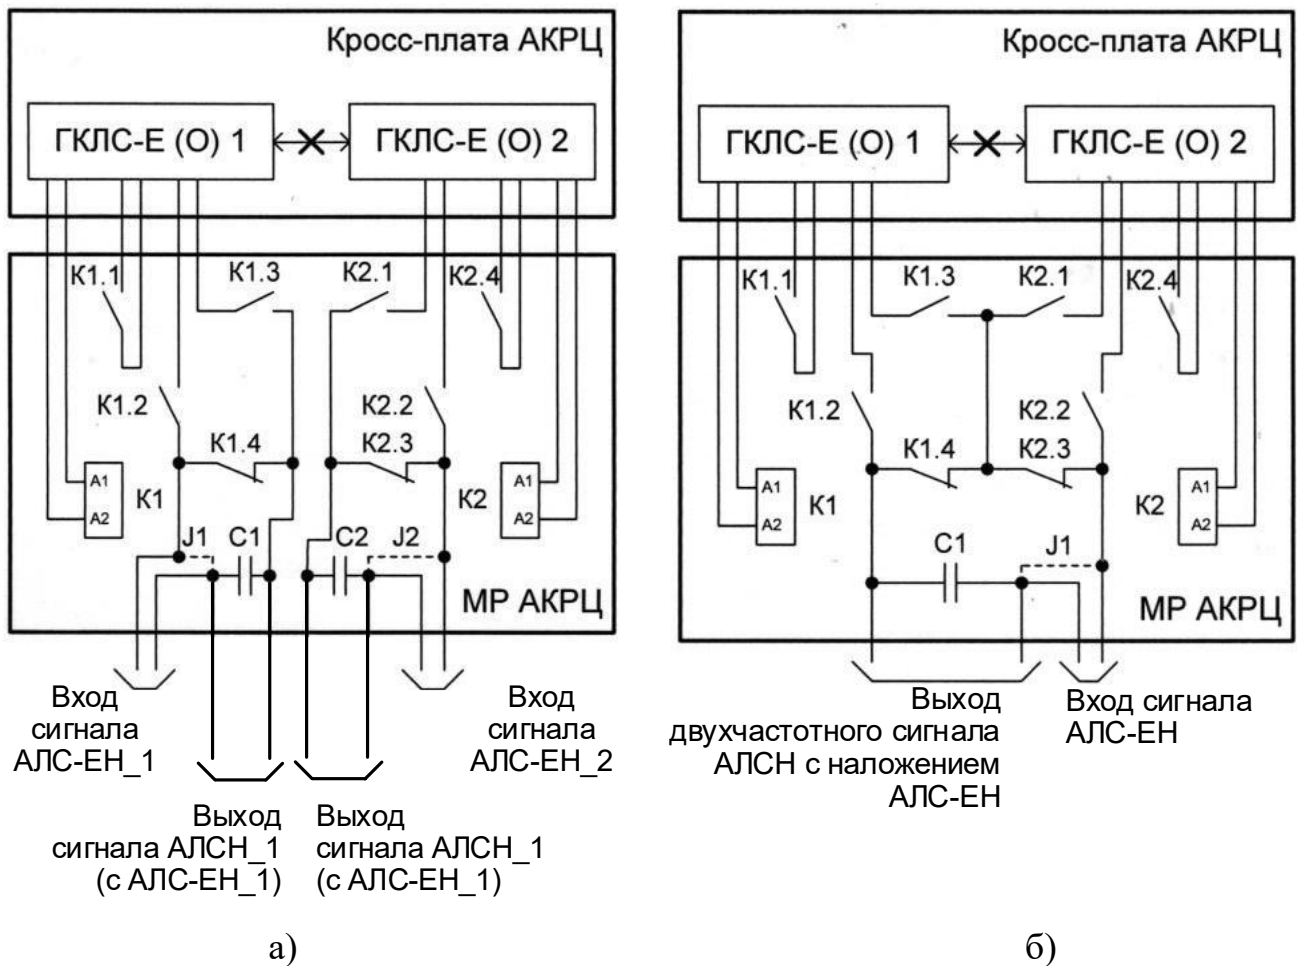 Кросс-плата АКРЦ
ГКЛС-Е (О) 1
ГКЛС-Е (О) 2
К1.1
К1.3
К2.1
К2.4
К1.2
К2.2
К1.4
К2.3
А1
А2
К1
К2
А1
А2
J1
С1
С2
J2
МР АКРЦ
Вход
сигнала
АЛС-ЕН_1
Вход
сигнала
АЛС-ЕН_2
Выход
сигнала АЛСН_1
(с АЛС-ЕН_1)
Выход
сигнала АЛСН_1
(с АЛС-ЕН_1)
а)
Кросс-плата АКРЦ
ГКЛС-Е (О) 1
ГКЛС-Е (О) 2
К1.1
К1.3
К2.1
К2.4
К1.2
К2.2
К1.4
К2.3
А1
А2
К1
К2
А1
А2
С1
J1
МР АКРЦ
Выход
двухчастотного сигнала
АЛСН с наложением
АЛС-ЕН
Вход сигнала
АЛС-ЕН
б)